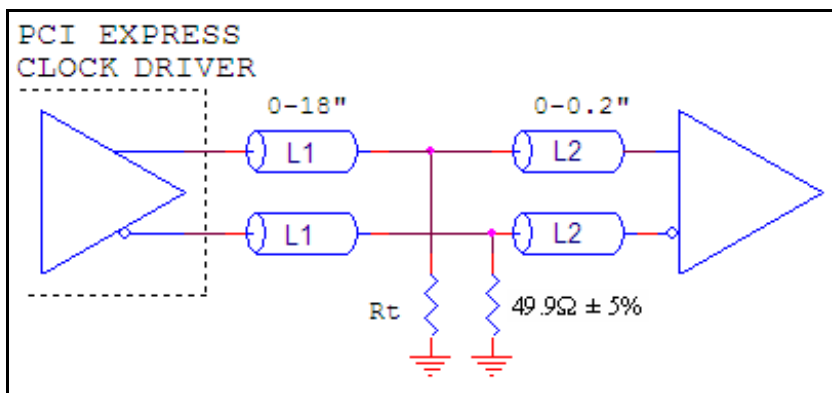 PCI EXPRESS
CLOCK DRIVER
0-18"
0-0.2"
L1
L2
L1
L2
Rt
49.9Ω ± 5%